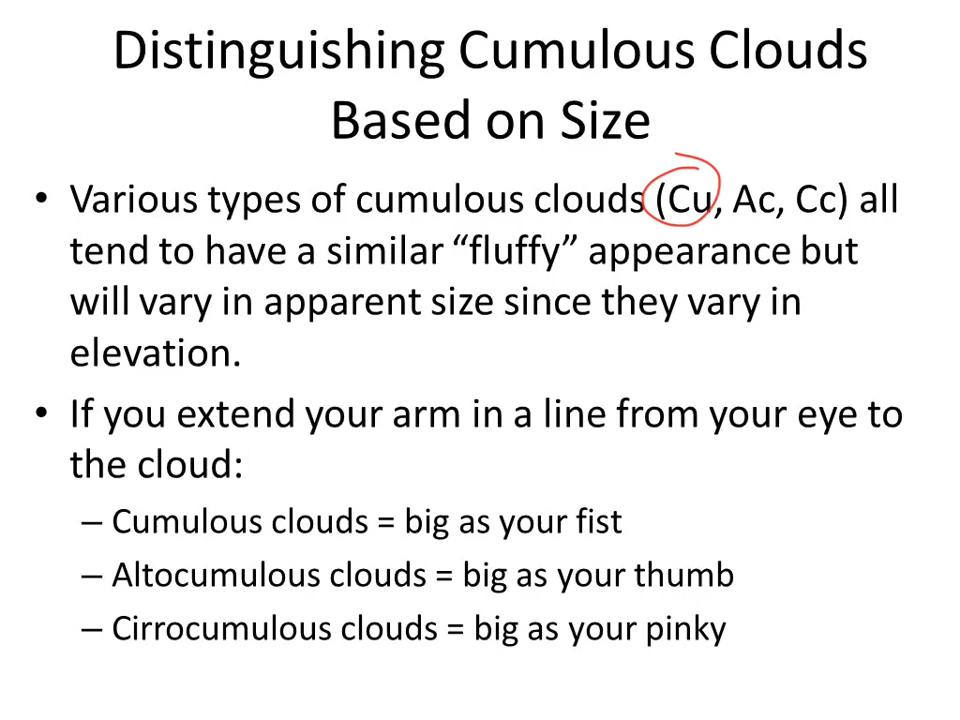 Distinguishing Cumulous Clouds
Based on Size
• Various types of cumulous clouds (Cu, Ac, Cc) all
tend to have a similar “fluffy” appearance but
will vary in apparent size since they vary in
elevation.
• If you extend your arm in a line from your eye to
the cloud:
– Cumulous clouds = big as your fist
– Altocumulous clouds = big as your thumb
– Cirrocumulous clouds = big as your pinky